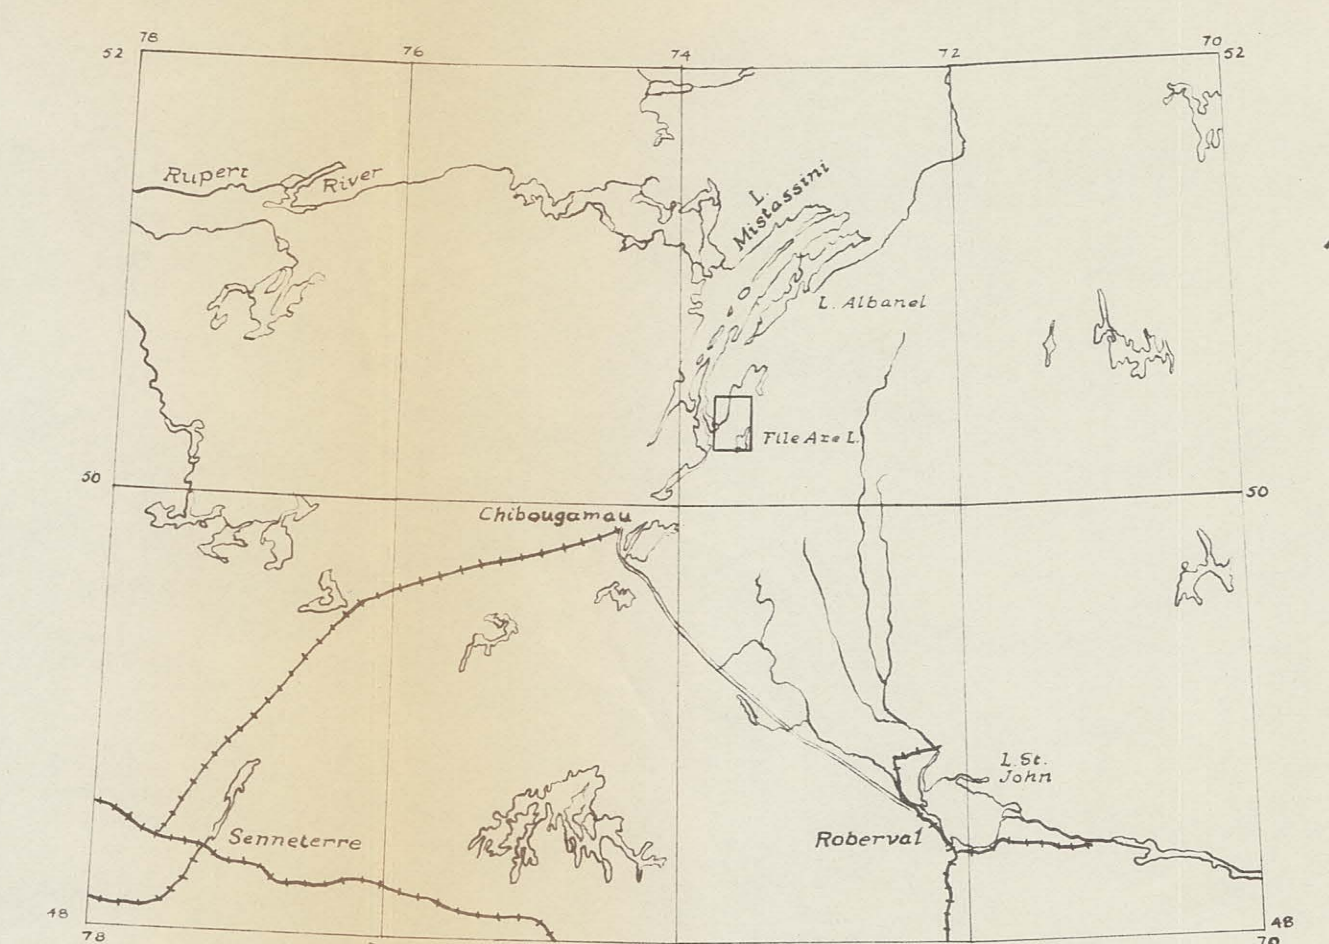 78
76
74
72
70
52
52
Rupert
River
L.
Mistassini
L. Albanel
File Axe L.
50
50
Chibougamau
L. St.
John
Senneterre
Roberval
48
48
78
70